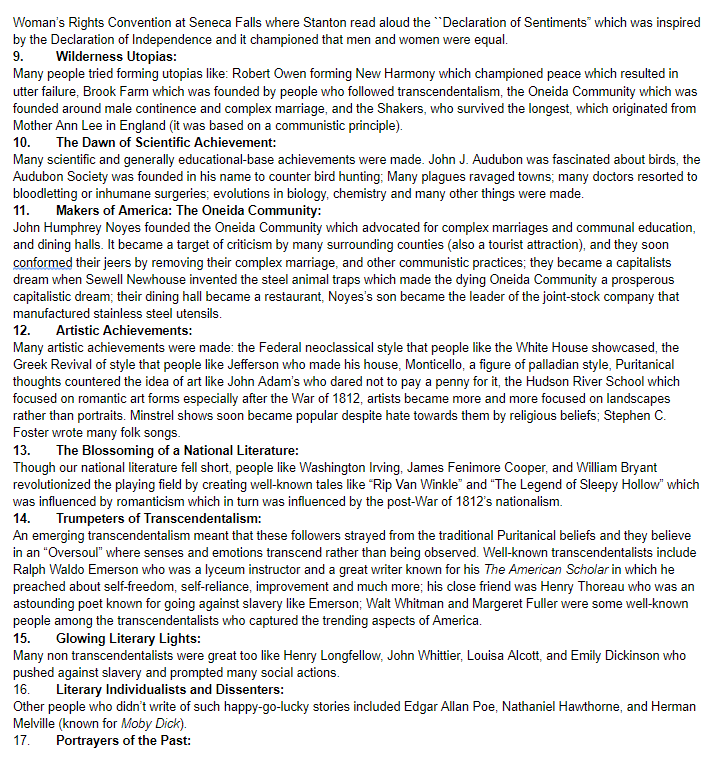 Woman's Rights Convention at Seneca Falls where Stanton read aloud the ``Declaration of Sentiments” which was inspired
by the Declaration of Independence and it championed that men and women were equal.
9. Wilderness Utopias:
Many people tried forming utopias like: Robert Owen forming New Harmony which championed peace which resulted in
utter failure, Brook Farm which was founded by people who followed transcendentalism, the Oneida Community which was
founded around male continence and complex marriage, and the Shakers, who survived the longest, which originated from
Mother Ann Lee in England (it was based on a communistic principle).
10. The Dawn of Scientific Achievement:
Many scientific and generally educational-base achievements were made. John J. Audubon was fascinated about birds, the
Audubon Society was founded in his name to counter bird hunting; Many plagues ravaged towns; many doctors resorted to
bloodletting or inhumane surgeries; evolutions in biology, chemistry and many other things were made.
11. Makers of America: The Oneida Community:
John Humphrey Noyes founded the Oneida Community which advocated for complex marriages and communal education,
and dining halls. It became a target of criticism by many surrounding counties (also a tourist attraction), and they soon
conformed their jeers by removing their complex marriage, and other communistic practices; they became a capitalists
dream when Sewell Newhouse invented the steel animal traps which made the dying Oneida Community a prosperous
capitalistic dream; their dining hall became a restaurant, Noyes's son became the leader of the joint-stock company that
manufactured stainless steel utensils.
12. Artistic Achievements:
Many artistic achievements were made: the Federal neoclassical style that people like the White House showcased, the
Greek Revival of style that people like Jefferson who made his house, Monticello, a figure of palladian style, Puritanical
thoughts countered the idea of art like John Adam's who dared not to pay a penny for it, the Hudson River School which
focused on romantic art forms especially after the War of 1812, artists became more and more focused on landscapes
rather than portraits. Minstrel shows soon became popular despite hate towards them by religious beliefs; Stephen C.
Foster wrote many folk songs.
13. The Blossoming of a National Literature:
Though our national literature fell short, people like Washington Irving, James Fenimore Cooper, and William Bryant
revolutionized the playing field by creating well-known tales like “Rip Van Winkle” and “The Legend of Sleepy Hollow” which
was influenced by romanticism which in turn was influenced by the post-War of 1812's nationalism.
14. Trumpeters of Transcendentalism:
An emerging transcendentalism meant that these followers strayed from the traditional Puritanical beliefs and they believe
in an “Oversoul” where senses and emotions transcend rather than being observed. Well-known transcendentalists include
Ralph Waldo Emerson who was a lyceum instructor and a great writer known for his The American Scholar in which he
preached about self-freedom, self-reliance, improvement and much more; his close friend was Henry Thoreau who was an
astounding poet known for going against slavery like Emerson; Walt Whitman and Margeret Fuller were some well-known
people among the transcendentalists who captured the trending aspects of America.
15. Glowing Literary Lights:
Many non transcendentalists were great too like Henry Longfellow, John Whittier, Louisa Alcott, and Emily Dickinson who
pushed against slavery and prompted many social actions.
16. Literary Individualists and Dissenters:
Other people who didn't write of such happy-go-lucky stories included Edgar Allan Poe, Nathaniel Hawthorne, and Herman
Melville (known for Moby Dick).
17. Portrayers of the Past: